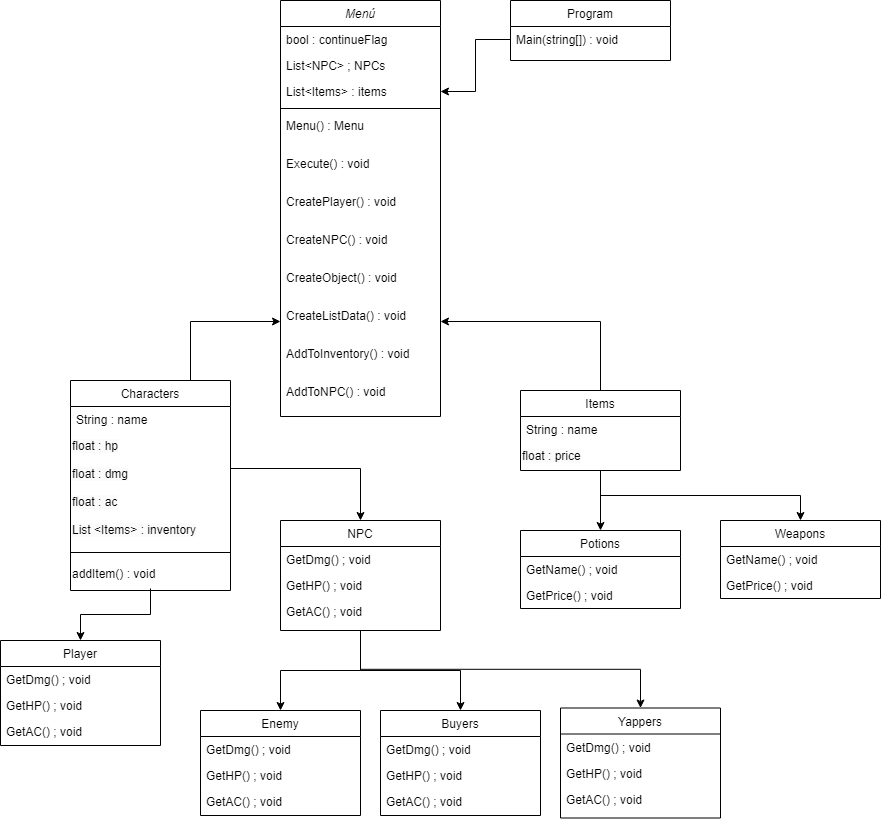 Menú
bool : continueFlag
List<NPC> ; NPCs
List<Items> : items
Menu() : Menu
Execute() : void
CreatePlayer() : void
CreateNPC() : void
CreateObject() : void
CreateListData() : void
AddToInventory() : void
AddToNPC() : void
Program
Main(string[]) : void
Characters
String : name
float : hp
float : dmg
float : ac
List <Items> : inventory
addItem() : void
Items
String : name
float : price
NPC
GetDmg() ; void
GetHP() ; void
GetAC() ; void
Potions
GetName() ; void
GetPrice() ; void
Weapons
GetName() ; void
GetPrice() ; void
Player
GetDmg() ; void
GetHP() ; void
GetAC() ; void
Enemy
GetDmg() ; void
GetHP() ; void
GetAC() ; void
Buyers
GetDmg() ; void
GetHP() ; void
GetAC() ; void
Yappers
GetDmg() ; void
GetHP() ; void
GetAC() ; void